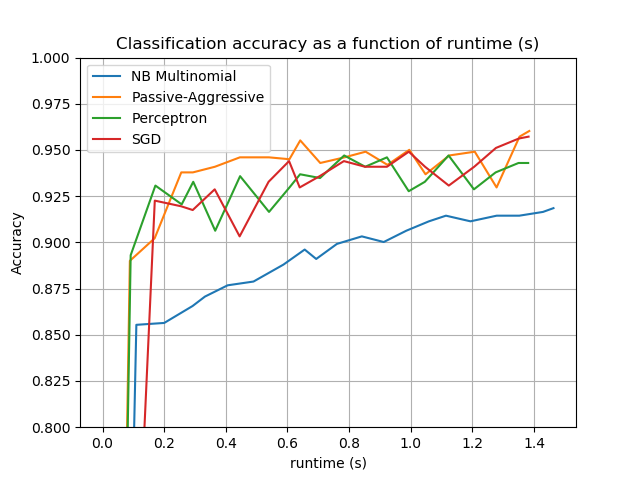 Classification accuracy as a function of runtime (s)
1.000
0.975
0.950
0.925
0.900
0.875
0.850
0.825
0.800
Accuracy
NB Multinomial
Passive-Aggressive
Perceptron
SGD
0.0 0.2 0.4 0.6 0.8 1.0 1.2 1.4
runtime (s)